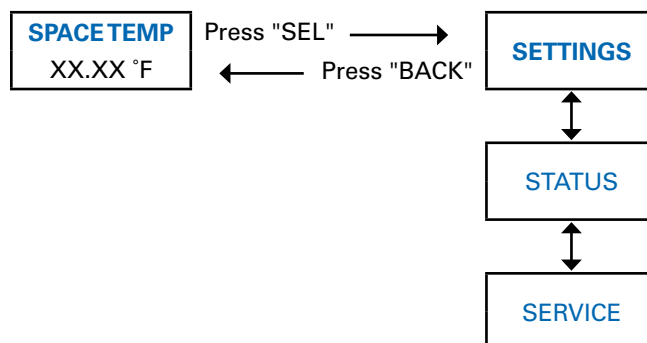 SPACE TEMP
XX.XX °F
Press "SEL"
Press "BACK"
SETTINGS
STATUS
SERVICE